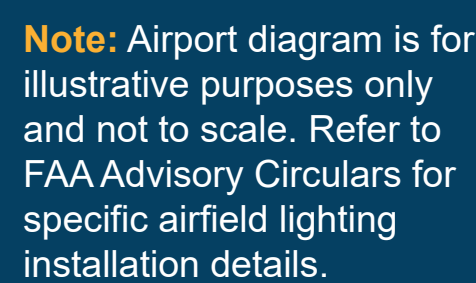 Note: Airport diagram is for
illustrative purposes only
and not to scale. Refer to
FAA Advisory Circulars for
specific airfield lighting
installation details.